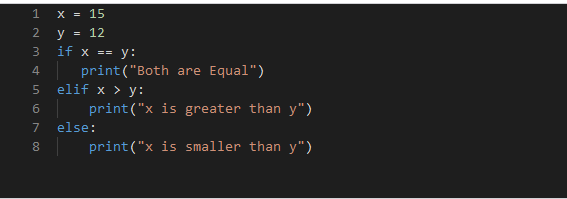 1 x = 15
2 y = 12
3 if x == y:
4    print("Both are Equal")
5 elif x > y:
6     print("x is greater than y")
7 else:
8     print("x is smaller than y")